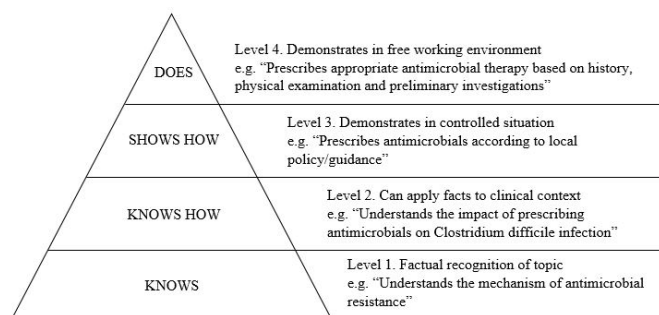 Level 4. Demonstrates in free working environment
DOES
e.g. “Prescribes appropriate antimicrobial therapy based on history,
physical examination and preliminary investigations”
Level 3. Demonstrates in controlled situation
SHOWS HOW
e.g. “Prescribes antimicrobials according to local
policy/guidance”
Level 2. Can apply facts to clinical context
KNOWS HOW
e.g. “Understands the impact of prescribing
antimicrobials on Clostridium difficile infection”
Level 1. Factual recognition of topic
KNOWS
e.g. “Understands the mechanism of antimicrobial
resistance”